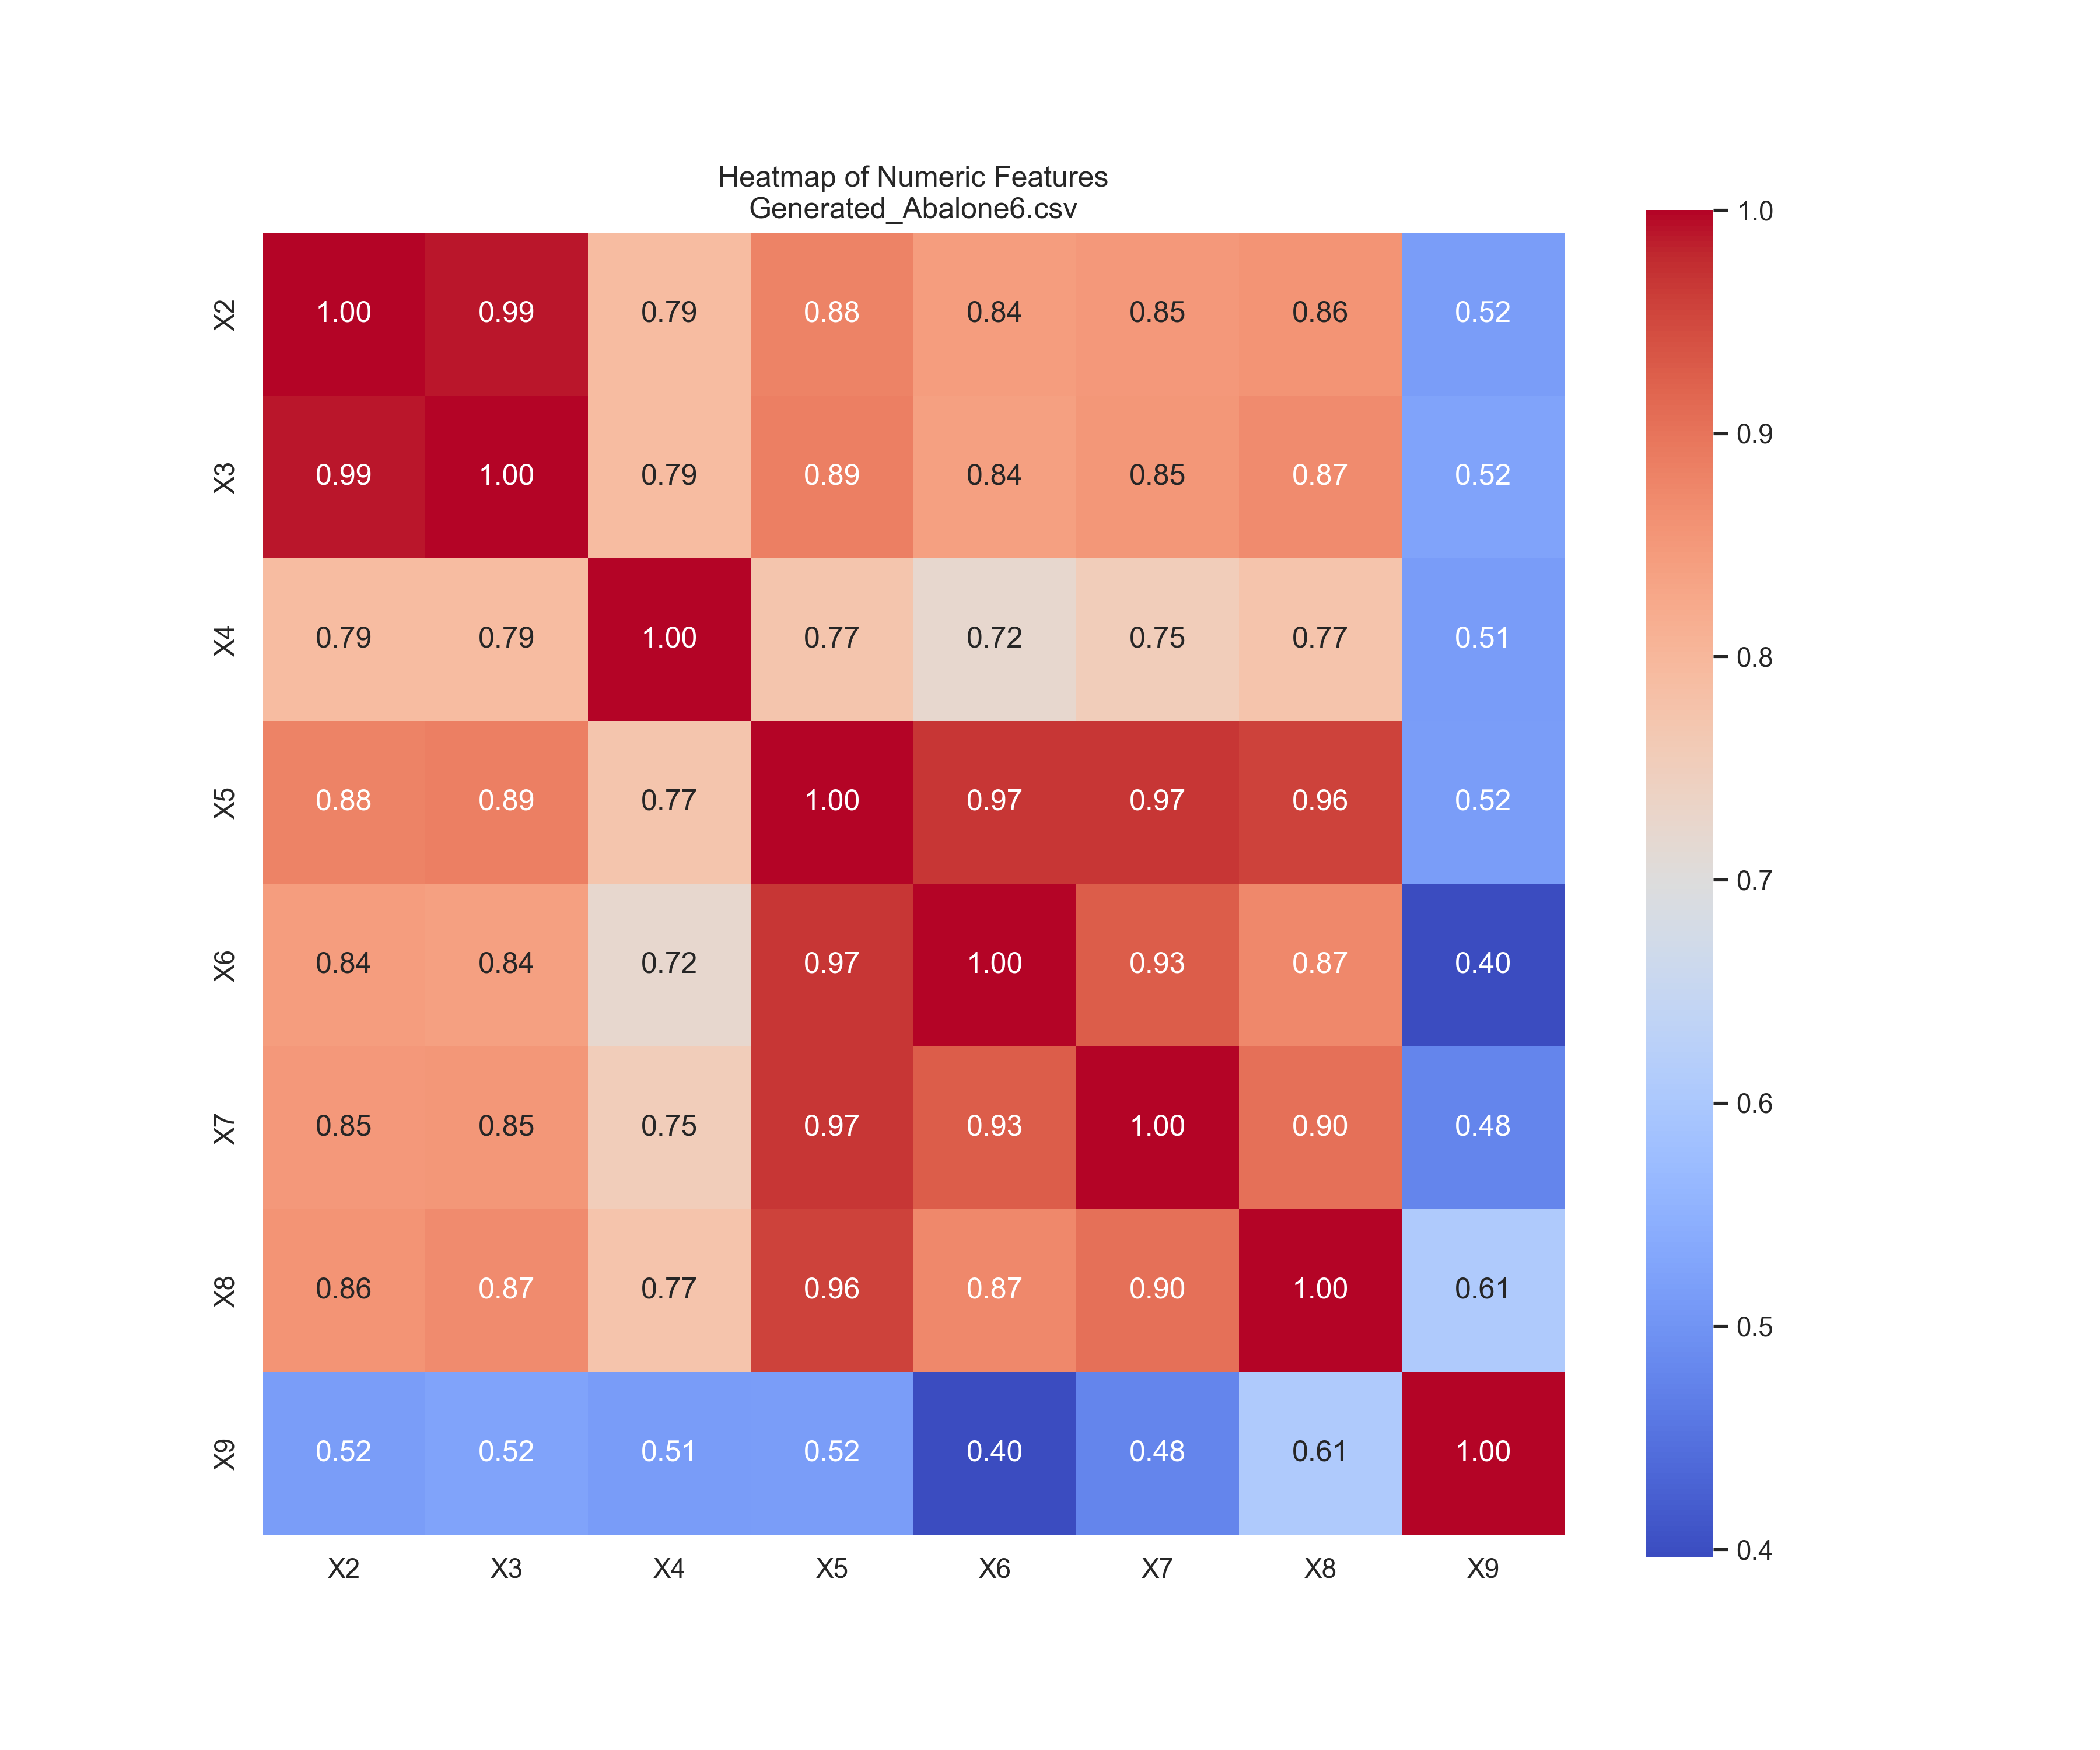 Heatmap of Numeric Features
Generated_Abalone6.csv
X2 1.00 0.99 0.79 0.88 0.84 0.85 0.86 0.52
X3 0.99 1.00 0.79 0.89 0.84 0.85 0.87 0.52
X4 0.79 0.79 1.00 0.77 0.72 0.75 0.77 0.51
X5 0.88 0.89 0.77 1.00 0.97 0.97 0.96 0.52
X6 0.84 0.84 0.72 0.97 1.00 0.93 0.87 0.40
X7 0.85 0.85 0.75 0.97 0.93 1.00 0.90 0.48
X8 0.86 0.87 0.77 0.96 0.87 0.90 1.00 0.61
X9 0.52 0.52 0.51 0.52 0.40 0.48 0.61 1.00
X2 X3 X4 X5 X6 X7 X8 X9
1.0
0.9
0.8
0.7
0.6
0.5
0.4